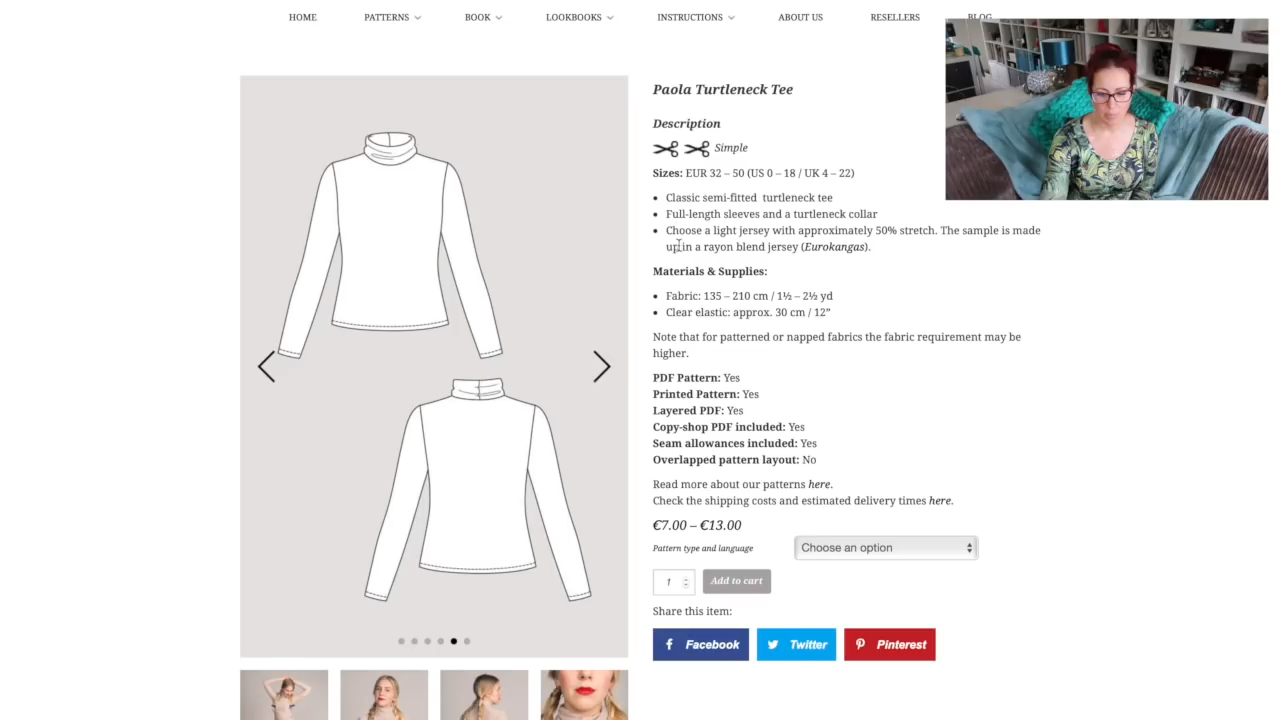 HOME PATTERNS BOOK LOOKBOOKS INSTRUCTIONS ABOUT US RESELLERS BLOG
Paola Turtleneck Tee
Description
Simple
Sizes: EUR 32 – 50 (US 0 – 18 / UK 4 – 22)
Classic semi-fitted turtleneck tee
Full-length sleeves and a turtleneck collar
Choose a light jersey with approximately 50% stretch. The sample is made
up in a rayon blend jersey (Eurokangas).
Materials & Supplies:
Fabric: 135 – 210 cm / 1½ – 2½ yd
Clear elastic: approx. 30 cm / 12”
Note that for patterned or napped fabrics the fabric requirement may be
higher.
PDF Pattern: Yes
Printed Pattern: Yes
Layered PDF: Yes
Copy-shop PDF included: Yes
Seam allowances included: Yes
Overlapped pattern layout: No
Read more about our patterns here.
Check the shipping costs and estimated delivery times here.
€7.00 – €13.00
Pattern type and language Choose an option
1 Add to cart
Share this item:
Facebook Twitter Pinterest